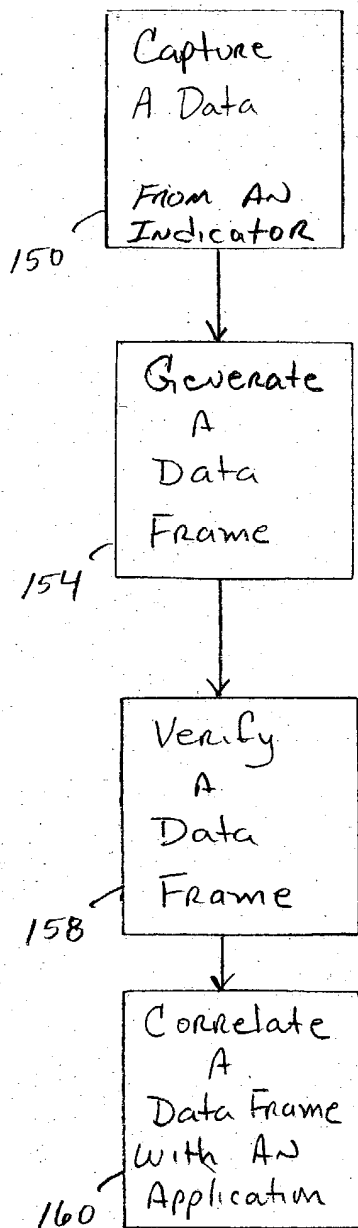 Capture
A Data
From An
Indicator
150
Generate
A
Data
Frame
154
Verify
A
Data
Frame
158
Correlate
A
Data Frame
With An
Application
160